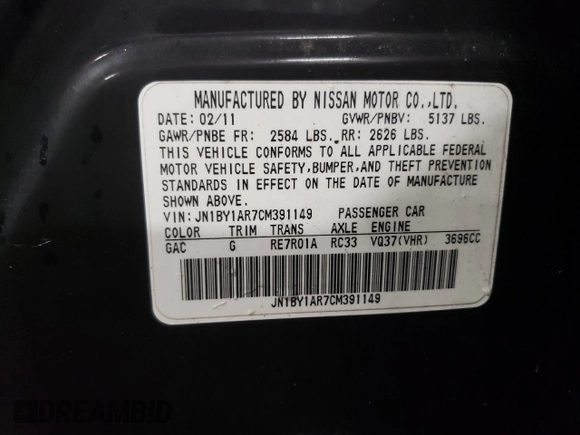 MANUFACTURED BY NISSAN MOTOR CO.,LTD.
DATE: 02/11 GVWR/PNBV: 5137 LBS.
GAWR/PNBE FR: 2584 LBS. RR: 2626 LBS.
THIS VEHICLE CONFORMS TO ALL APPLICABLE FEDERAL
MOTOR VEHICLE SAFETY,BUMPER,AND THEFT PREVENTION
STANDARDS IN EFFECT ON THE DATE OF MANUFACTURE
SHOWN ABOVE.
VIN: JN1BY1AR7CM391149 PASSENGER CAR
COLOR TRIM TRANS AXLE ENGINE
GAC G RE7R01A RC33 VQ37(VHR) 3696CC
JN1BY1AR7CM391149
DREAMBID